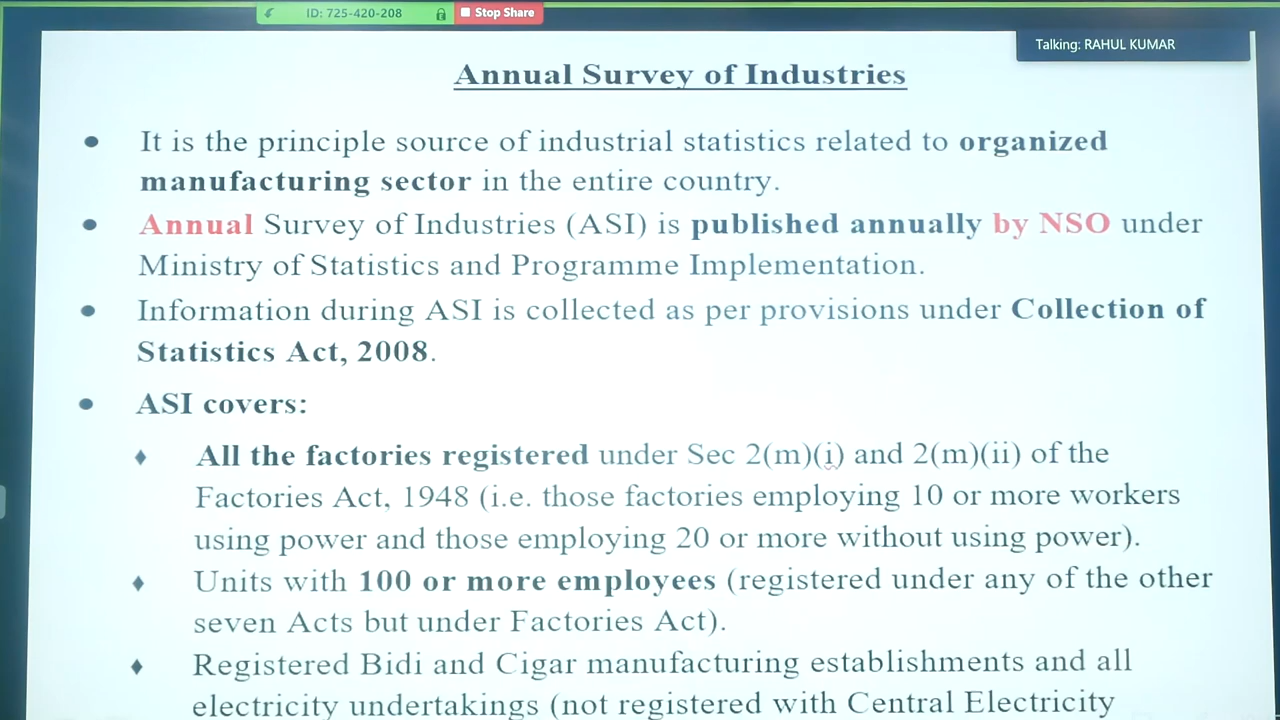 ID: 725-420-208
Stop Share
Talking: RAHUL KUMAR
Annual Survey of Industries
It is the principle source of industrial statistics related to organized
manufacturing sector in the entire country.
Annual Survey of Industries (ASI) is published annually by NSO under
Ministry of Statistics and Programme Implementation.
Information during ASI is collected as per provisions under Collection of
Statistics Act, 2008.
ASI covers:
All the factories registered under Sec 2(m)(i) and 2(m)(ii) of the
Factories Act, 1948 (i.e. those factories employing 10 or more workers
using power and those employing 20 or more without using power).
Units with 100 or more employees (registered under any of the other
seven Acts but under Factories Act).
Registered Bidi and Cigar manufacturing establishments and all
electricity undertakings (not registered with Central Electricity